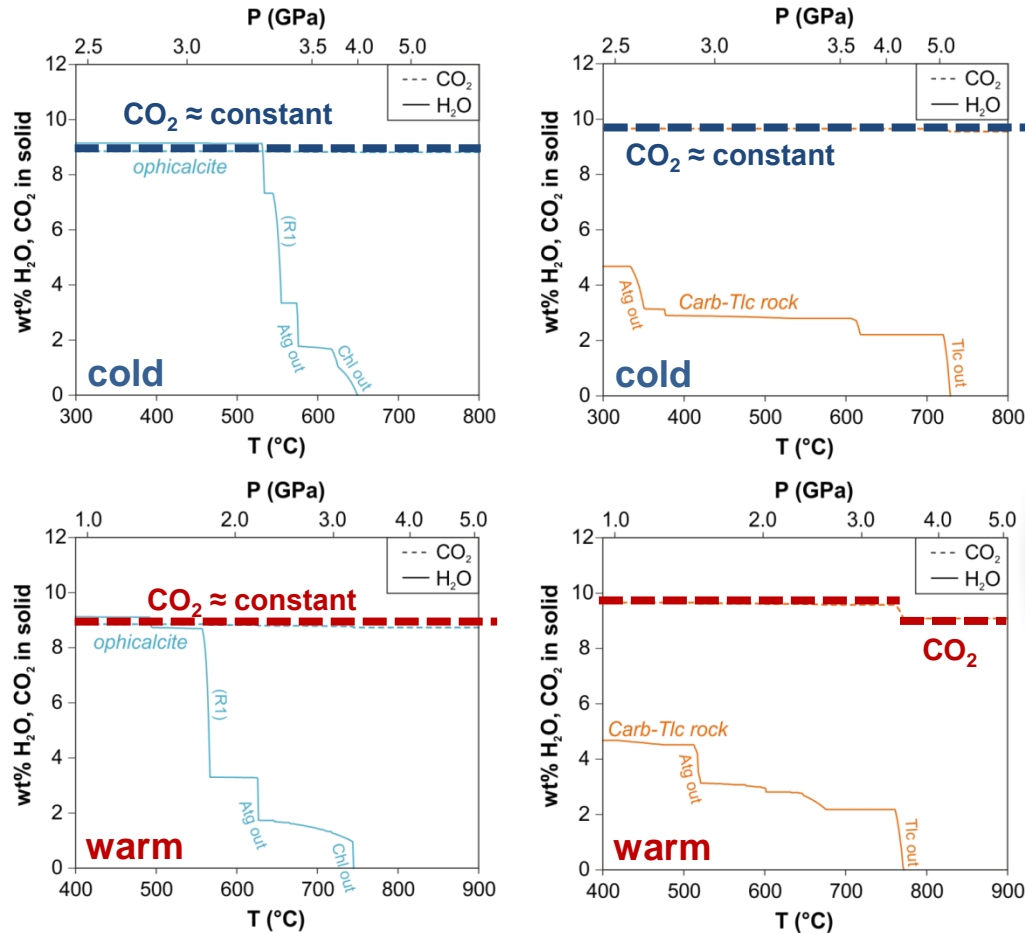 P (GPa)
2.5 3.0 3.5 4.0 5.0
12
10
8
6
4
2
0
wt% H₂O, CO₂ in solid
CO₂
H₂O
CO₂ ≈ constant
ophicalcite
(R1)
Atg out
Chl out
cold
300 400 500 600 700 800
T (°C)
P (GPa)
2.5 3.0 3.5 4.0 5.0
12
10
8
6
4
2
0
wt% H₂O, CO₂ in solid
CO₂
H₂O
CO₂ ≈ constant
Atg out
Carb-Tlc rock
Tlc out
cold
300 400 500 600 700 800
T (°C)
P (GPa)
1.0 2.0 3.0 4.0 5.0
12
10
8
6
4
2
0
wt% H₂O, CO₂ in solid
CO₂
H₂O
CO₂ ≈ constant
ophicalcite
(R1)
Atg out
Chl out
warm
400 500 600 700 800 900
T (°C)
P (GPa)
1.0 2.0 3.0 4.0 5.0
12
10
8
6
4
2
0
wt% H₂O, CO₂ in solid
CO₂
H₂O
CO₂
Carb-Tlc rock
Atg out
Tlc out
warm
400 500 600 700 800 900
T (°C)